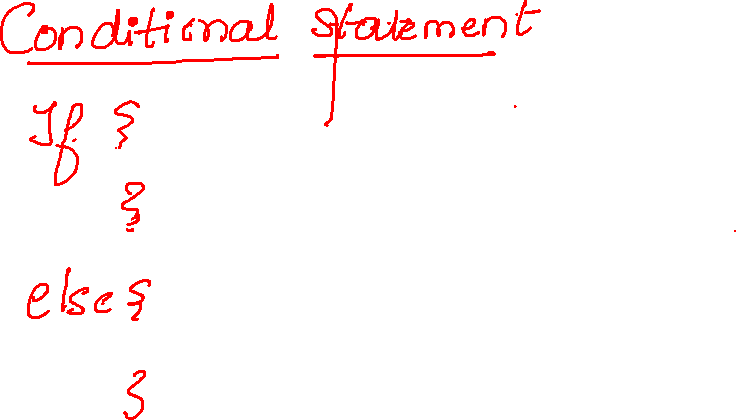 Conditional Statement
If {
}
else {
}